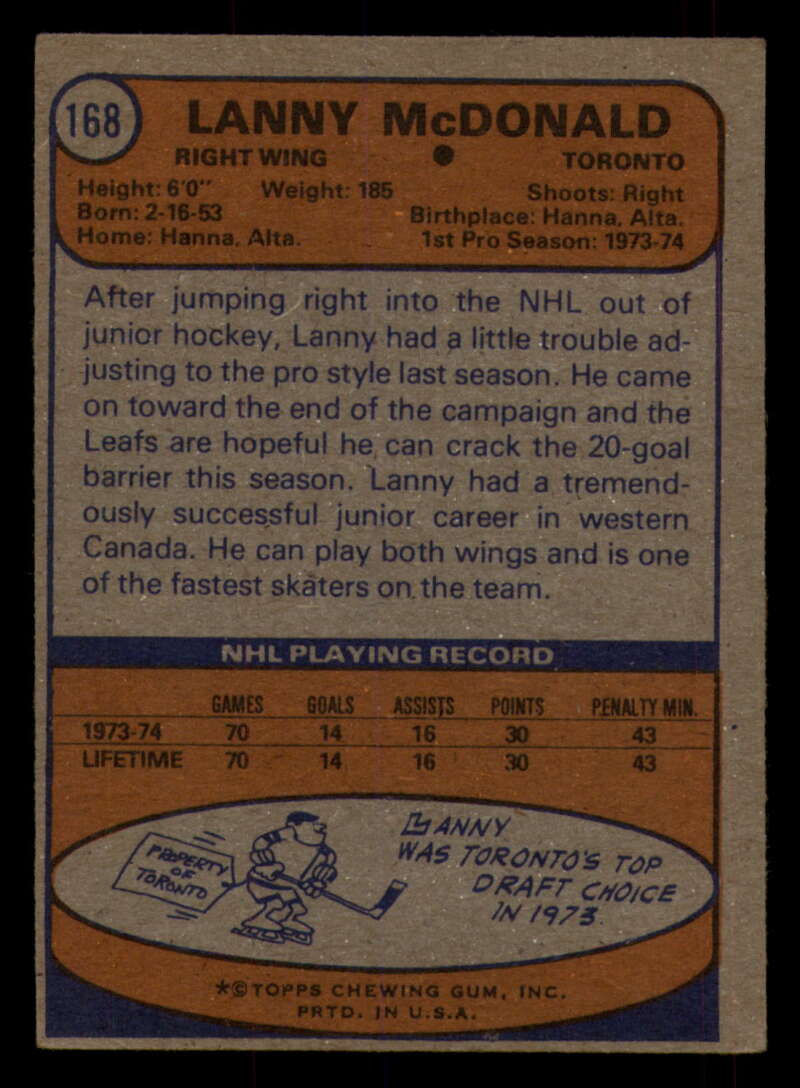 168
LANNY McDONALD
RIGHT WING ● TORONTO
Height: 6'0" Weight: 185 Shoots: Right
Born: 2-16-53 Birthplace: Hanna, Alta.
Home: Hanna, Alta. 1st Pro Season: 1973-74
After jumping right into the NHL out of
junior hockey, Lanny had a little trouble ad-
justing to the pro style last season. He came
on toward the end of the campaign and the
Leafs are hopeful he can crack the 20-goal
barrier this season. Lanny had a tremend-
ously successful junior career in western
Canada. He can play both wings and is one
of the fastest skaters on the team.
NHL PLAYING RECORD
GAMES GOALS ASSISTS POINTS PENALTY MIN.
1973-74 70 14 16 30 43
LIFETIME 70 14 16 30 43
PROPERTY
OF
TORONTO
LANNY
WAS TORONTO'S TOP
DRAFT CHOICE
IN 1973.
*©TOPPS CHEWING GUM, INC.
PRTD. IN U.S.A.